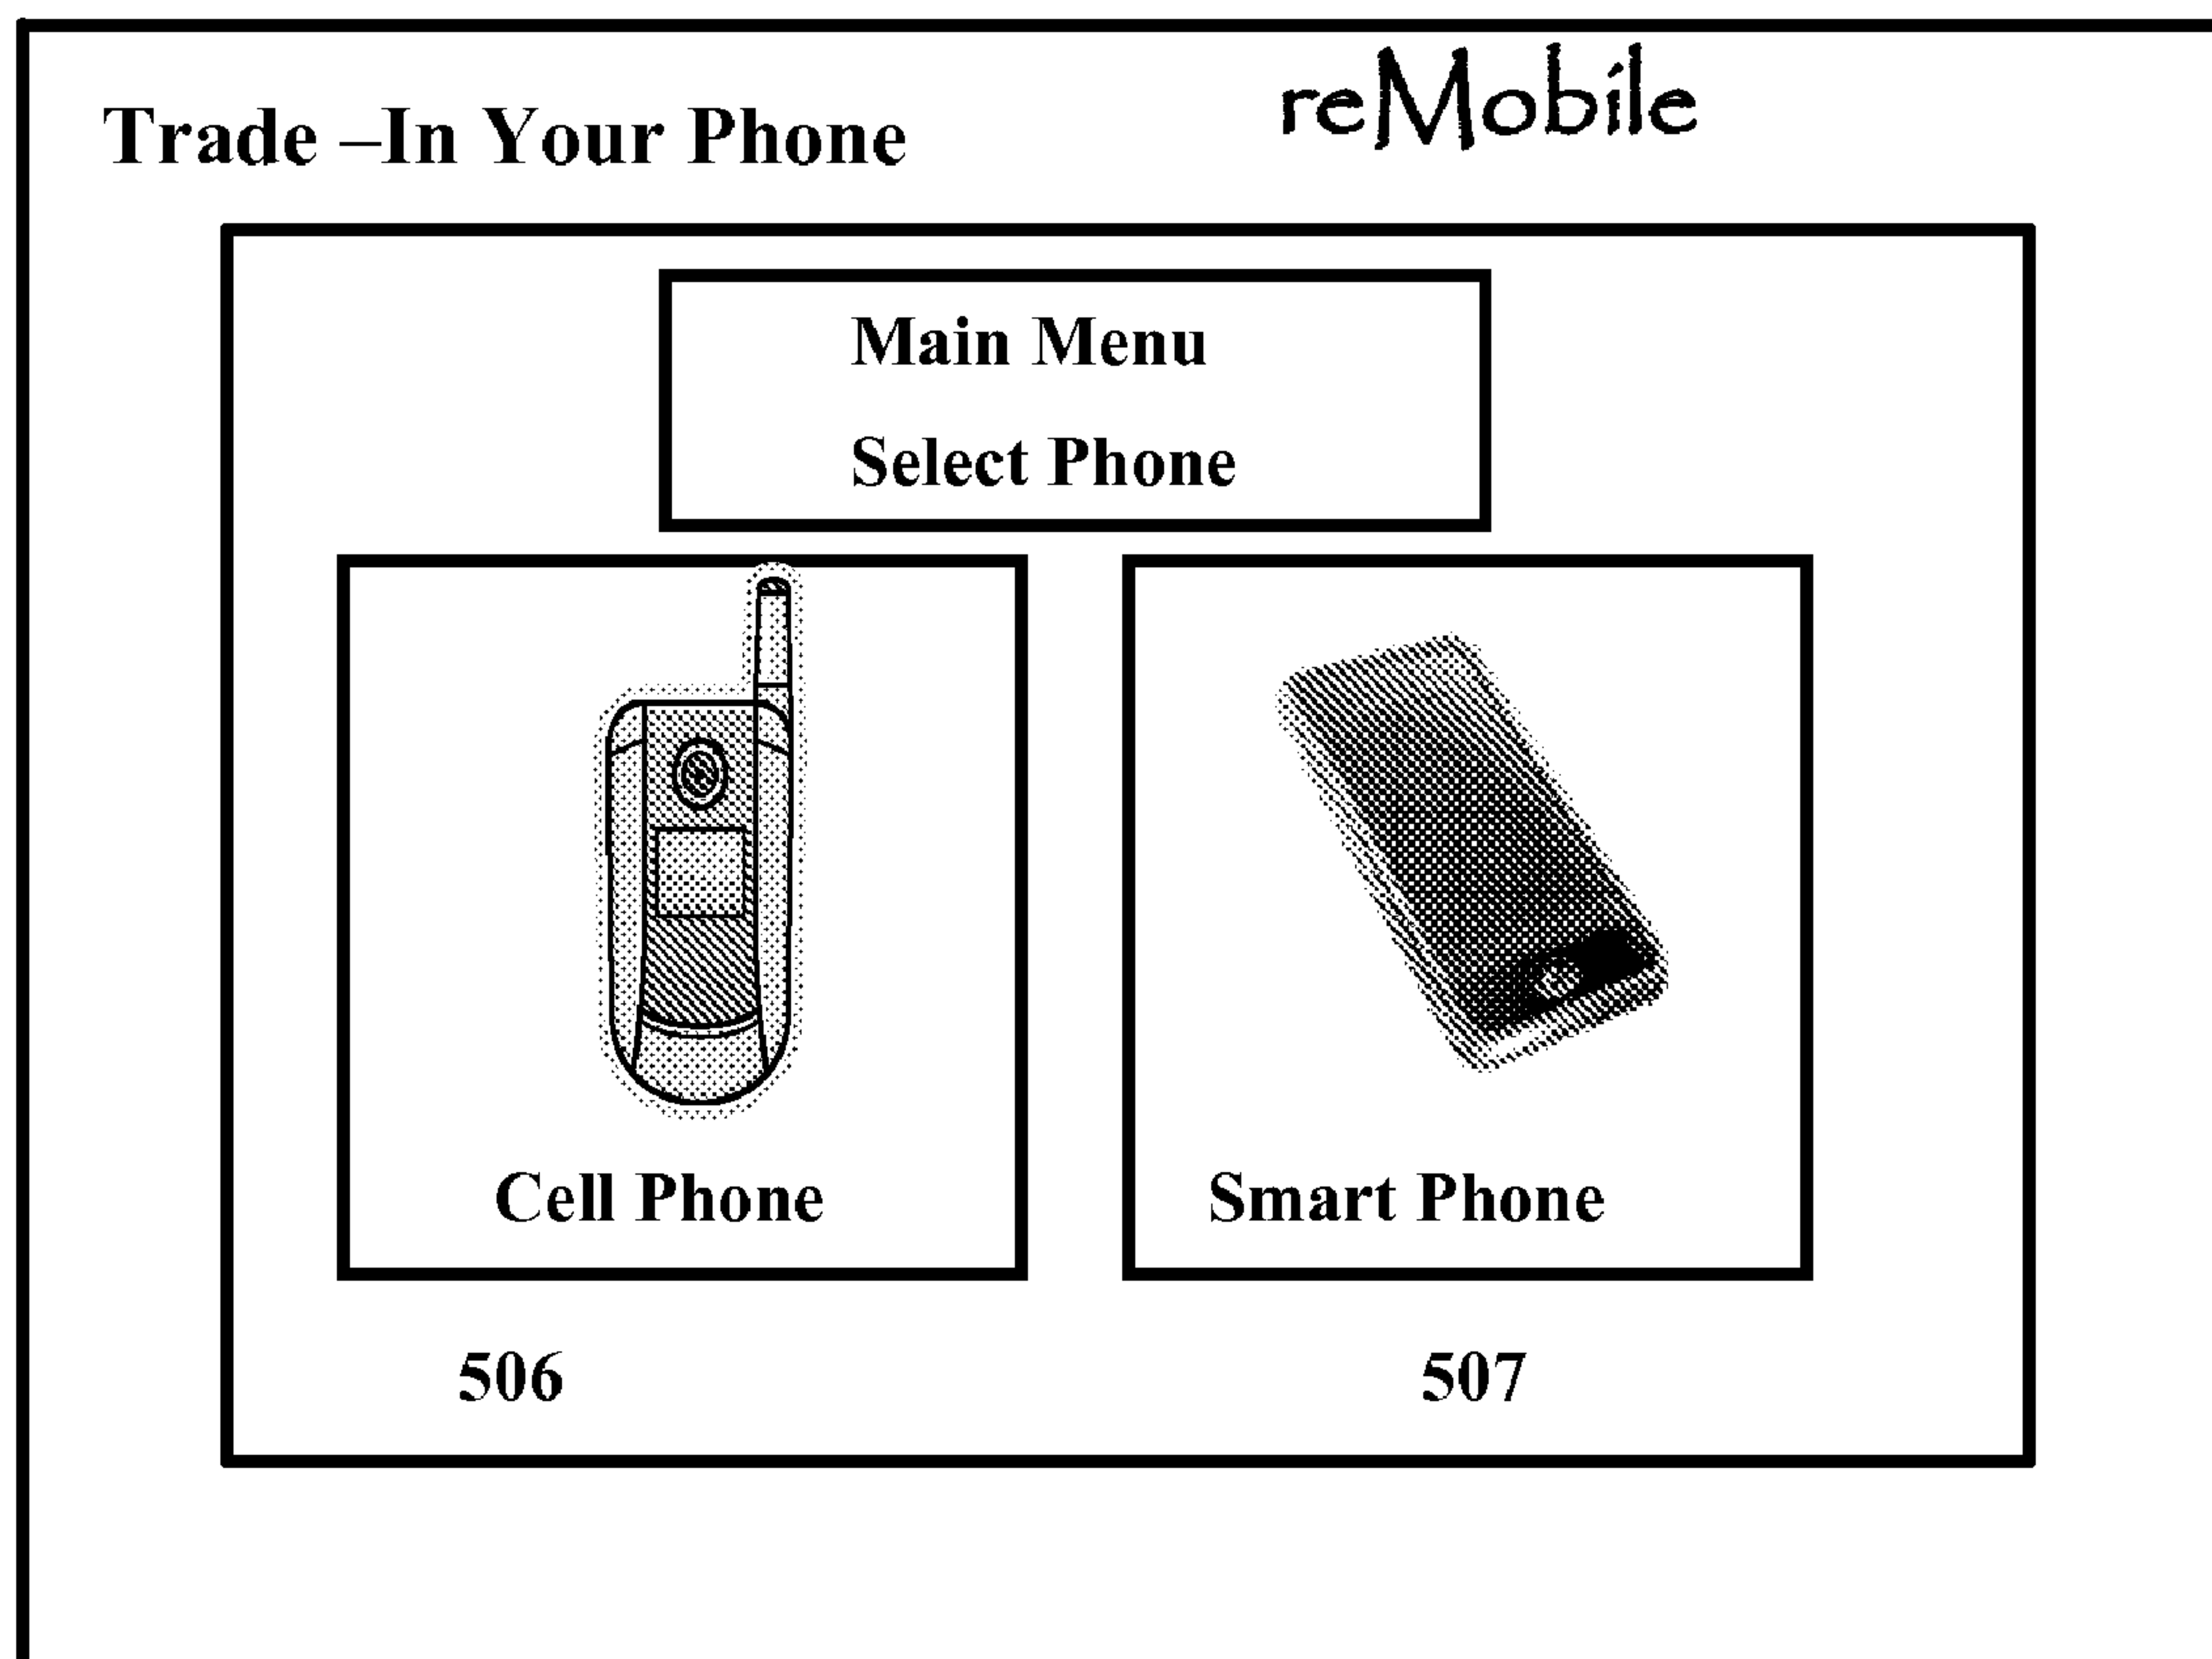 Trade –In Your Phone
reMobile
Main Menu
Select Phone
Cell Phone
Smart Phone
506
507